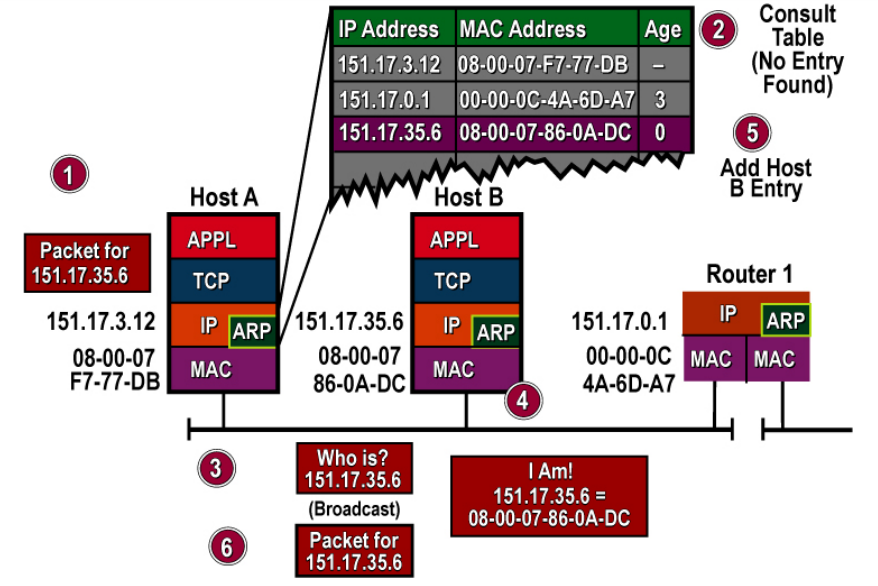 IP Address MAC Address Age
151.17.3.12 08-00-07-F7-77-DB –
151.17.0.1 00-00-0C-4A-6D-A7 3
151.17.35.6 08-00-07-86-0A-DC 0
2
Consult
Table
(No Entry
Found)
5
Add Host
B Entry
1
Packet for
151.17.35.6
Host A
APPL
TCP
IP ARP
MAC
151.17.3.12
08-00-07
F7-77-DB
Host B
APPL
TCP
IP ARP
MAC
151.17.35.6
08-00-07
86-0A-DC
4
Router 1
IP ARP
MAC MAC
151.17.0.1
00-00-0C
4A-6D-A7
3
Who is?
151.17.35.6
(Broadcast)
I Am!
151.17.35.6 =
08-00-07-86-0A-DC
6
Packet for
151.17.35.6